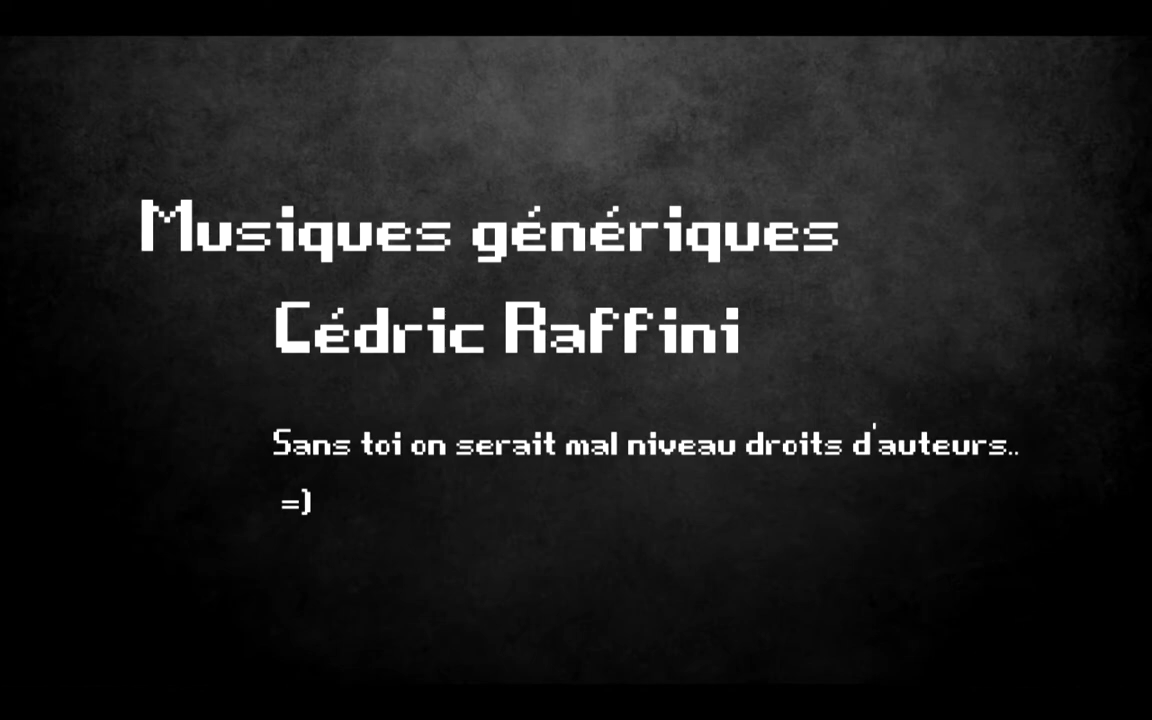 Musiques génériques
Cédric Raffini
Sans toi on serait mal niveau droits d'auteurs..
=)